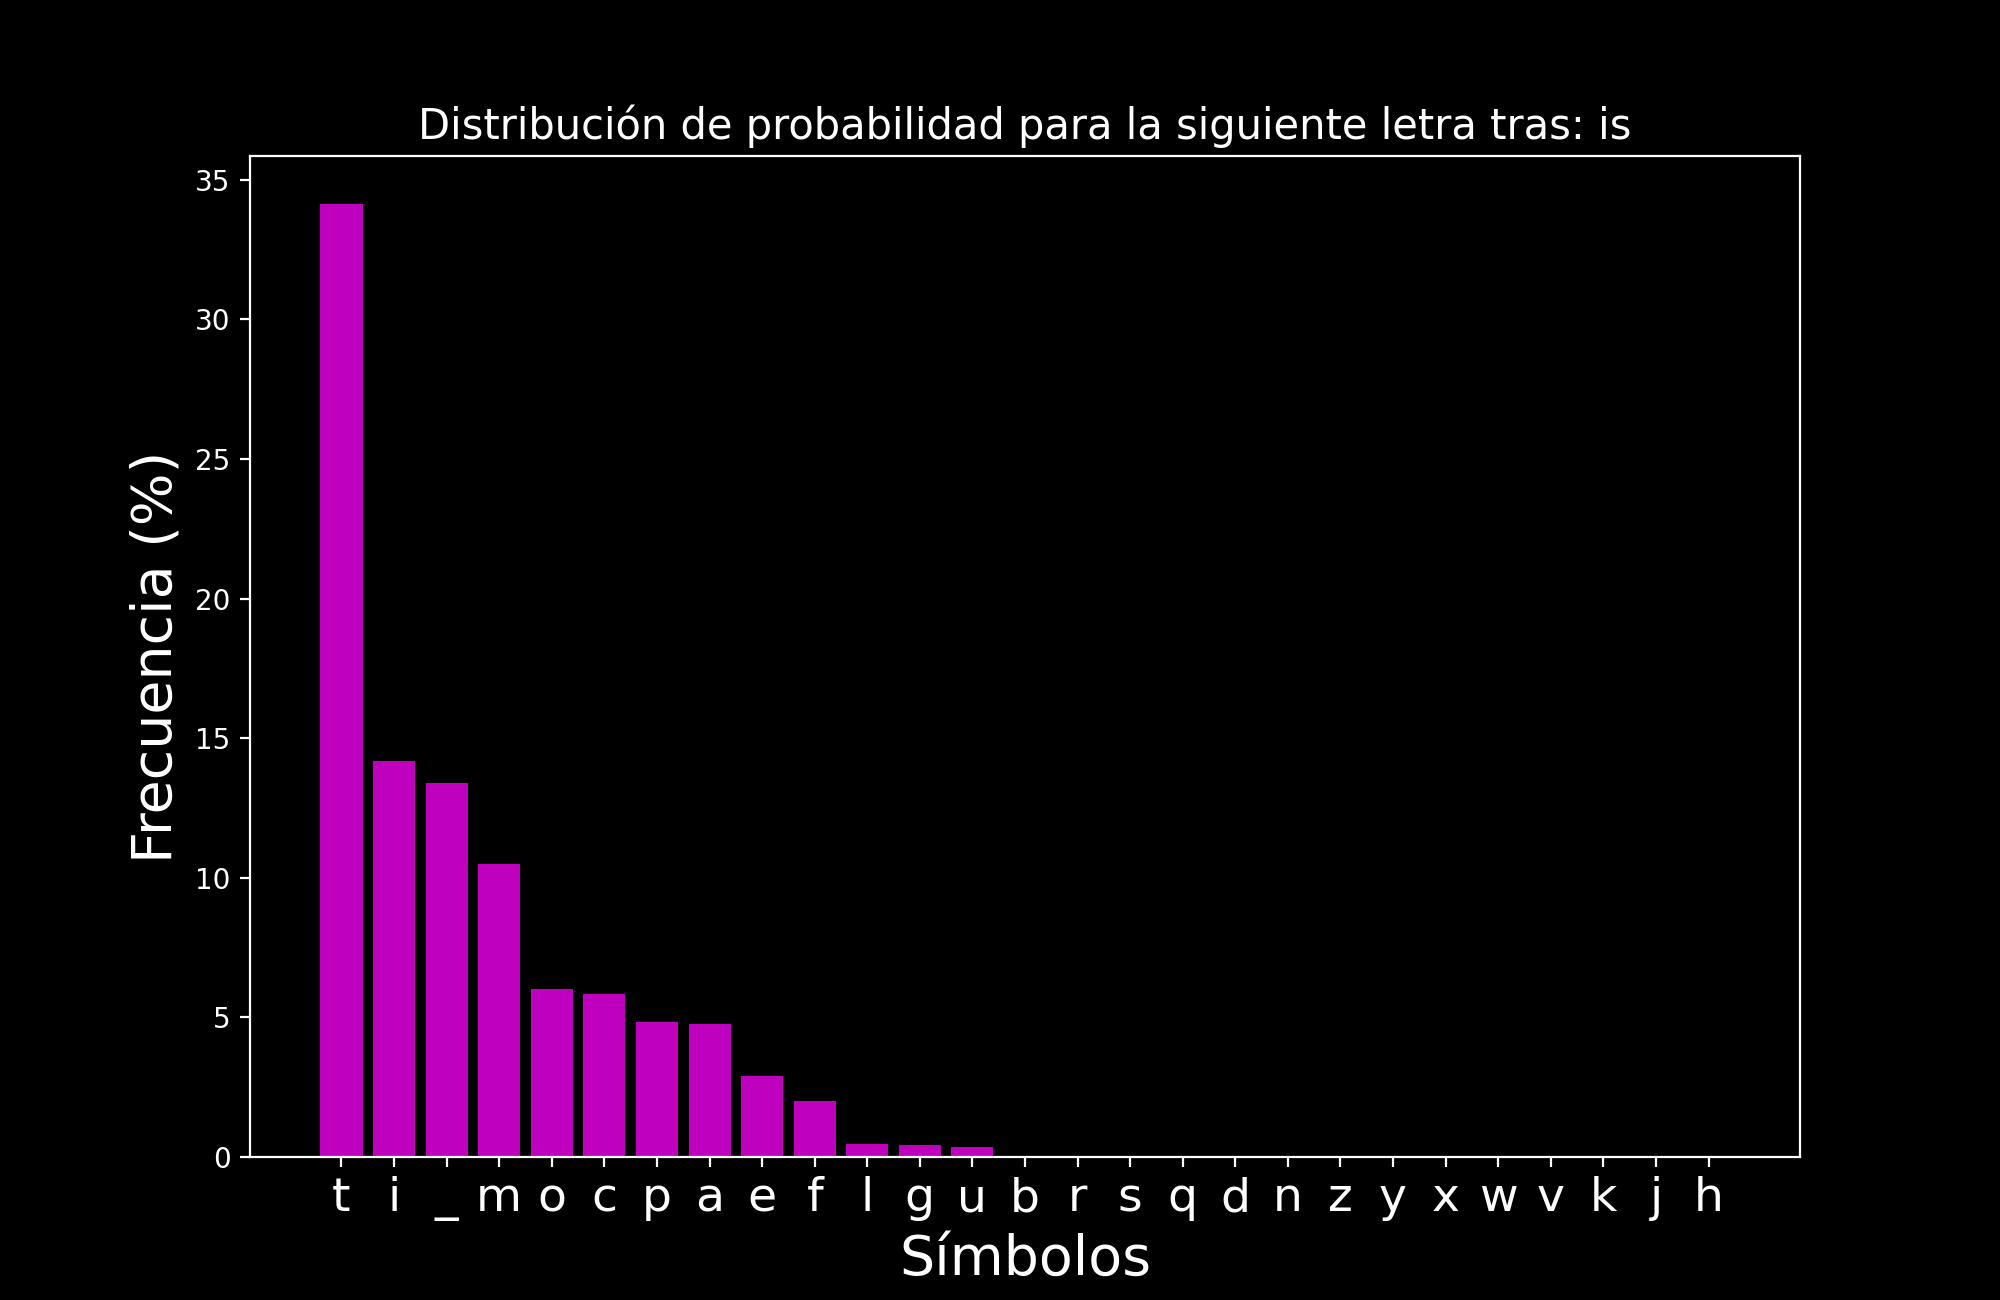 Distribución de probabilidad para la siguiente letra tras: is
35
30
25
20
15
10
5
0
Frecuencia (%)
t i _ m o c p a e f l g u b r s q d n z y x w v k j h
Símbolos